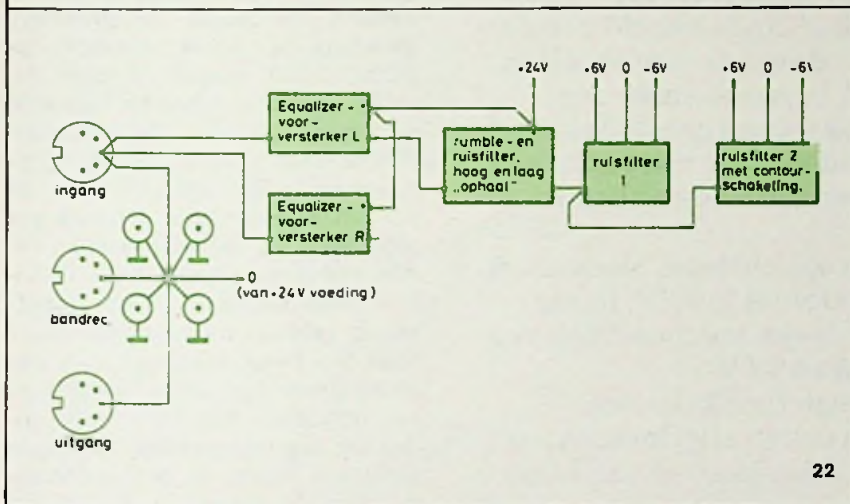 +24V
+6V 0 -6V
+6V 0 -6V
Equalizer -
voor-
versterker L
rumble- en
ruisfilter,
hoog en laag
„ophaal"
ruisfilter
1
ruisfilter 2
met contour-
schakeling.
ingang
Equalizer -
voor-
versterker R
0
(van +24V voeding)
bandrec
uitgang
22